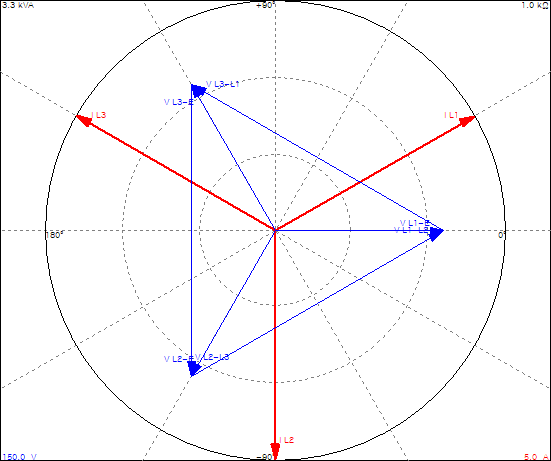 3.3 kVA
+90°
1.0 kΩ
V L3-L1
V L3-E
I L3
I L1
V L1-E
V L1-L2
180°
0°
V L2-E
V L2-L3
I L2
150.0 V
-90°
5.0 A